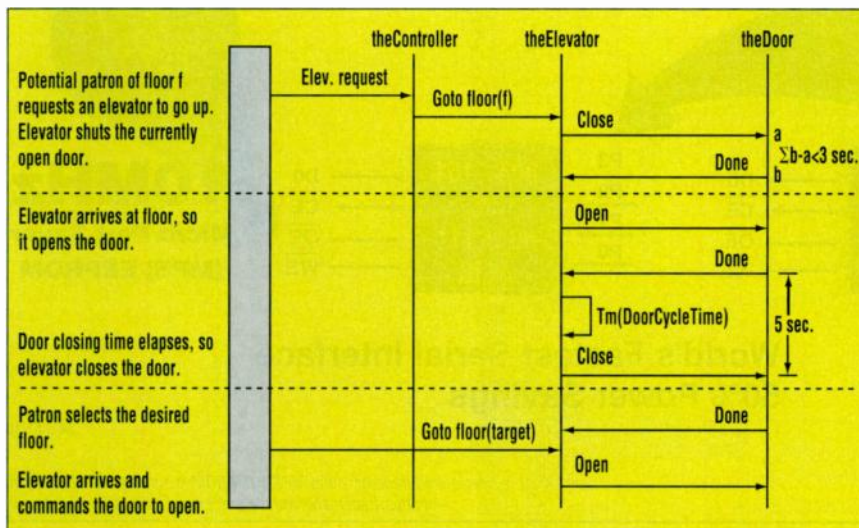 theController
theElevator
theDoor
Potential patron of floor f
requests an elevator to go up.
Elevator shuts the currently
open door.
Elev. request
Goto floor(f)
Close
a
Σb-a<3 sec.
Done
b
Elevator arrives at floor, so
it opens the door.
Open
Done
Tm(DoorCycleTime)
5 sec.
Door closing time elapses, so
elevator closes the door.
Close
Patron selects the desired
floor.
Done
Goto floor(target)
Elevator arrives and
commands the door to open.
Open
World's Fastest Serial Interface
Power Savings